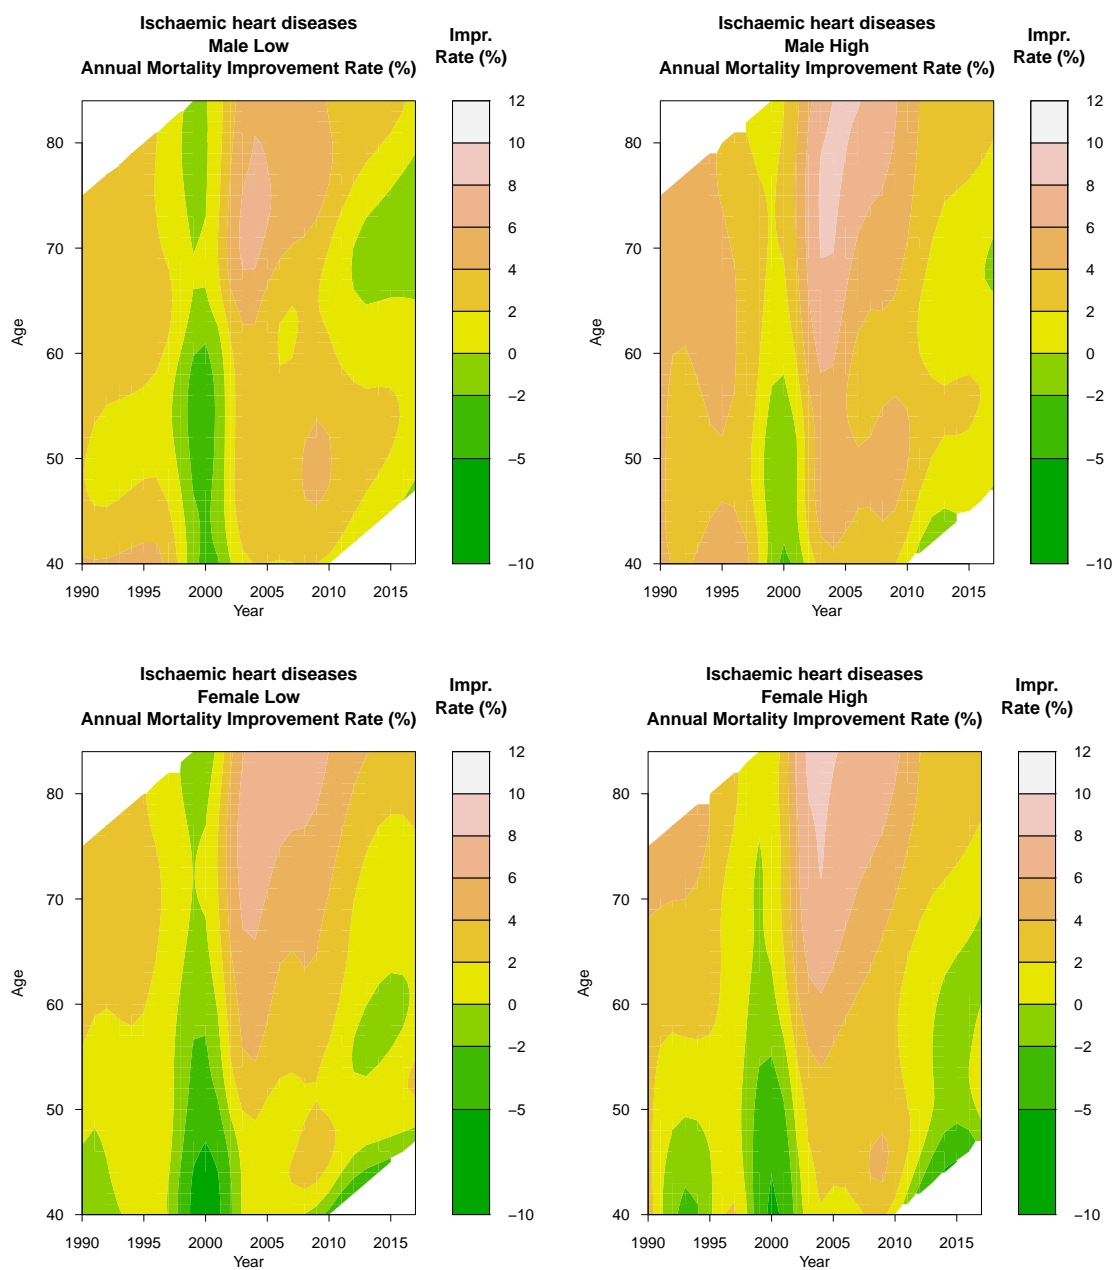 Ischaemic heart diseases
Male Low
Annual Mortality Improvement Rate (%)
Impr.
Rate (%)
12
10
8
6
4
2
0
−2
−5
−10
80
70
60
50
40
Age
1990 1995 2000 2005 2010 2015
Year
Ischaemic heart diseases
Male High
Annual Mortality Improvement Rate (%)
Impr.
Rate (%)
12
10
8
6
4
2
0
−2
−5
−10
80
70
60
50
40
Age
1990 1995 2000 2005 2010 2015
Year
Ischaemic heart diseases
Female Low
Annual Mortality Improvement Rate (%)
Impr.
Rate (%)
12
10
8
6
4
2
0
−2
−5
−10
80
70
60
50
40
Age
1990 1995 2000 2005 2010 2015
Year
Ischaemic heart diseases
Female High
Annual Mortality Improvement Rate (%)
Impr.
Rate (%)
12
10
8
6
4
2
0
−2
−5
−10
80
70
60
50
40
Age
1990 1995 2000 2005 2010 2015
Year